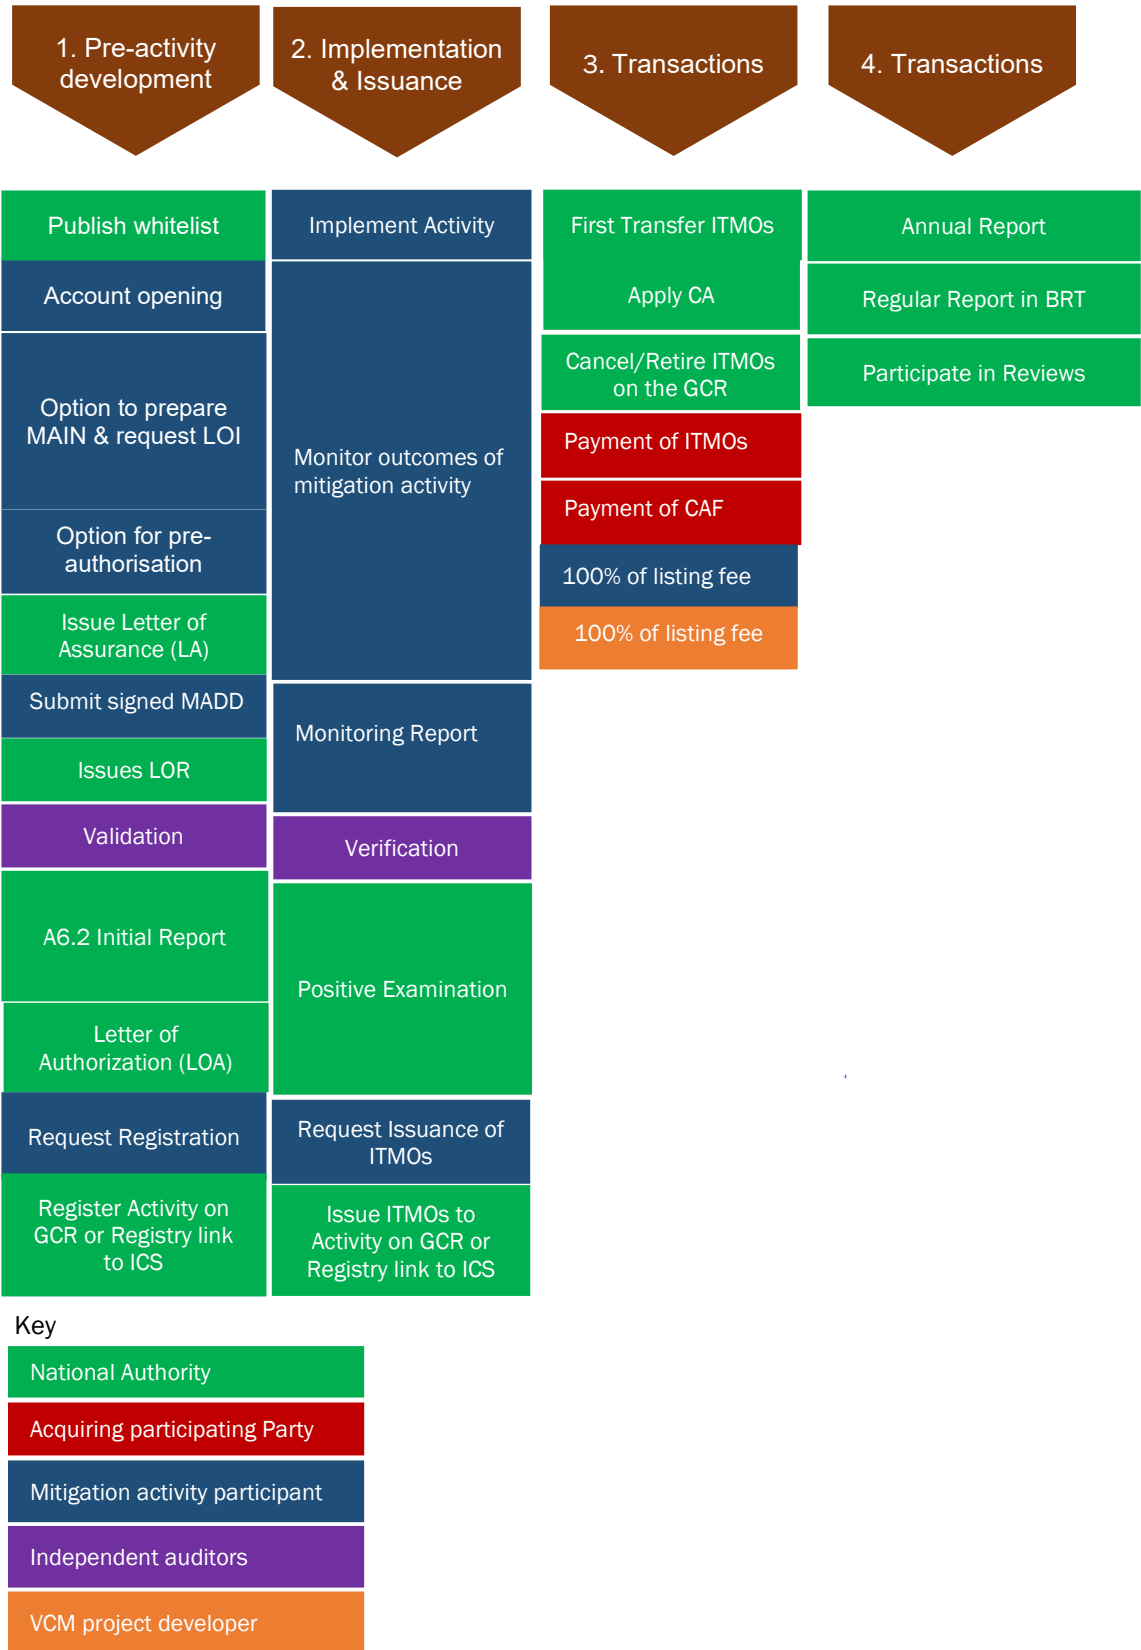 1. Pre-activity
development
2. Implementation
& Issuance
3. Transactions
4. Transactions
Publish whitelist
Account opening
Option to prepare
MAIN & request LOI
Option for pre-
authorisation
Issue Letter of
Assurance (LA)
Submit signed MADD
Issues LOR
Validation
A6.2 Initial Report
Letter of
Authorization (LOA)
Request Registration
Register Activity on
GCR or Registry link
to ICS
Implement Activity
Monitor outcomes of
mitigation activity
Monitoring Report
Verification
Positive Examination
Request Issuance of
ITMOs
Issue ITMOs to
Activity on GCR or
Registry link to ICS
First Transfer ITMOs
Apply CA
Cancel/Retire ITMOs
on the GCR
Payment of ITMOs
Payment of CAF
100% of listing fee
100% of listing fee
Annual Report
Regular Report in BRT
Participate in Reviews
Key
National Authority
Acquiring participating Party
Mitigation activity participant
Independent auditors
VCM project developer